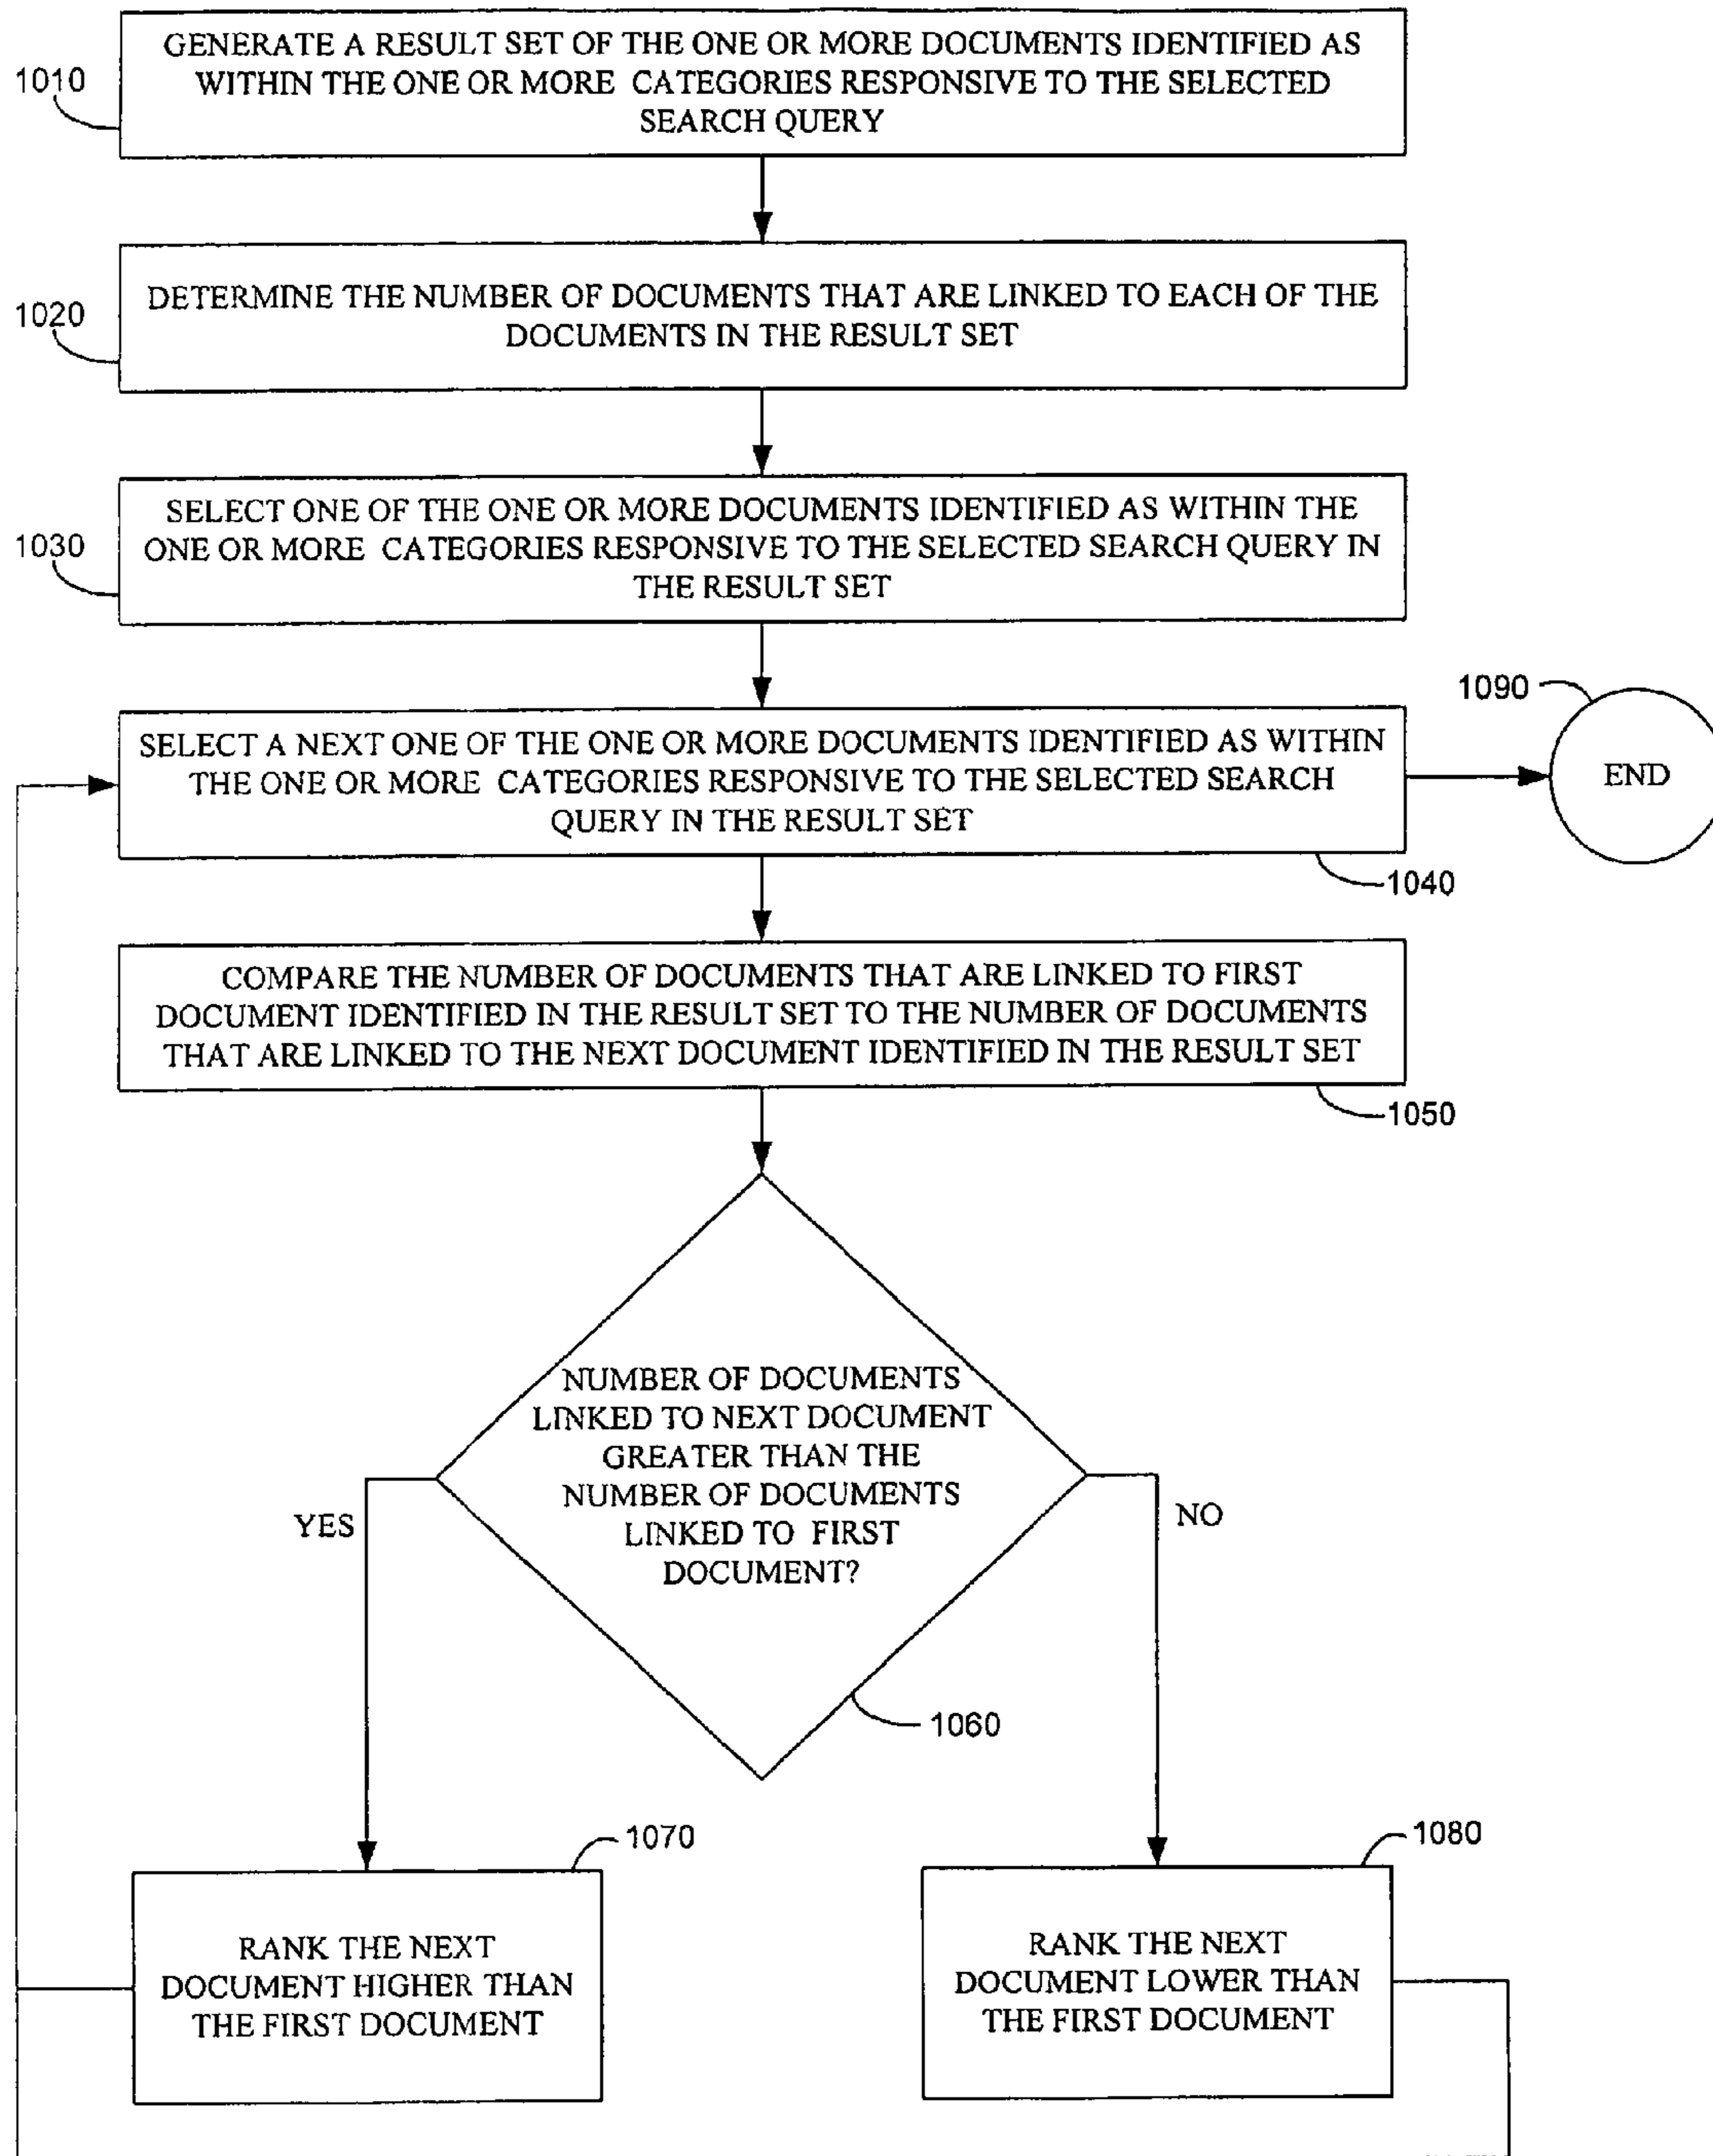 GENERATE A RESULT SET OF THE ONE OR MORE DOCUMENTS IDENTIFIED AS
WITHIN THE ONE OR MORE CATEGORIES RESPONSIVE TO THE SELECTED
SEARCH QUERY
1010
DETERMINE THE NUMBER OF DOCUMENTS THAT ARE LINKED TO EACH OF THE
DOCUMENTS IN THE RESULT SET
1020
SELECT ONE OF THE ONE OR MORE DOCUMENTS IDENTIFIED AS WITHIN THE
ONE OR MORE CATEGORIES RESPONSIVE TO THE SELECTED SEARCH QUERY IN
THE RESULT SET
1030
SELECT A NEXT ONE OF THE ONE OR MORE DOCUMENTS IDENTIFIED AS WITHIN
THE ONE OR MORE CATEGORIES RESPONSIVE TO THE SELECTED SEARCH
QUERY IN THE RESULT SET
1040
1090
END
COMPARE THE NUMBER OF DOCUMENTS THAT ARE LINKED TO FIRST
DOCUMENT IDENTIFIED IN THE RESULT SET TO THE NUMBER OF DOCUMENTS
THAT ARE LINKED TO THE NEXT DOCUMENT IDENTIFIED IN THE RESULT SET
1050
NUMBER OF DOCUMENTS
LINKED TO NEXT DOCUMENT
GREATER THAN THE
NUMBER OF DOCUMENTS
LINKED TO FIRST
DOCUMENT?
YES
NO
1060
1070
RANK THE NEXT
DOCUMENT HIGHER THAN
THE FIRST DOCUMENT
1080
RANK THE NEXT
DOCUMENT LOWER THAN
THE FIRST DOCUMENT